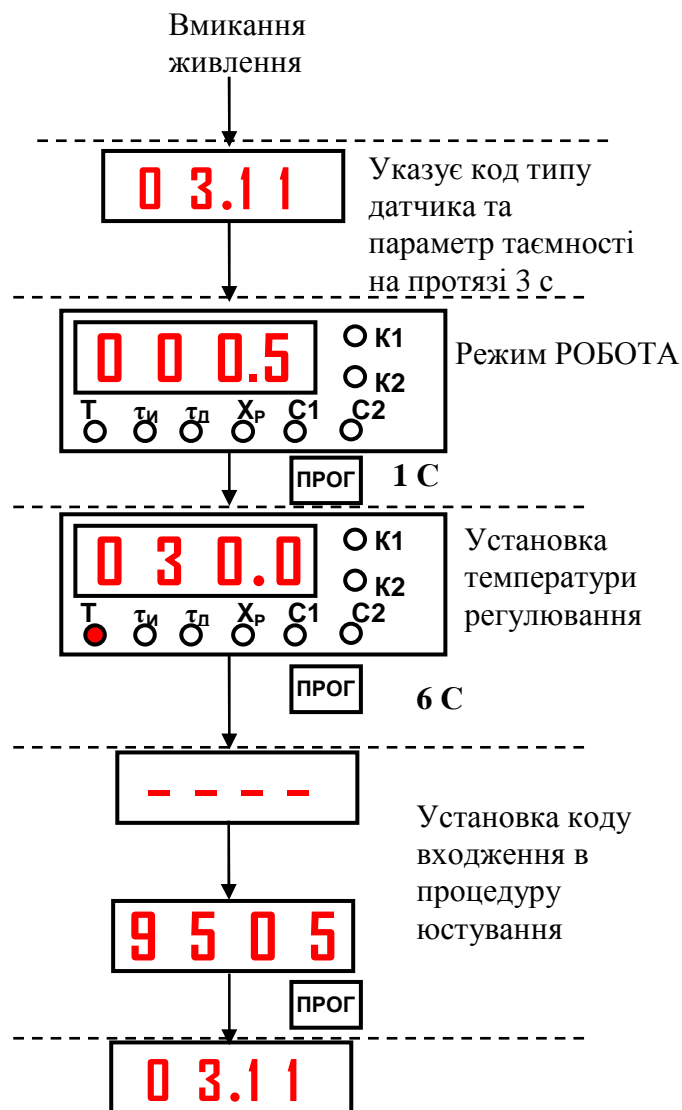 Вмикання
живлення
0 3.1 1
Указує код типу
датчика та
параметр таємності
на протязі 3 с
0 0 0.5
К1
К2
Т τИ τД ХР С1 С2
Режим РОБОТА
ПРОГ 1 С
0 3 0.0
К1
К2
Т τИ τД ХР С1 С2
Установка
температури
регулювання
ПРОГ 6 С
– – – –
Установка коду
входження в
процедуру
юстування
9 5 0 5
ПРОГ
0 3.1 1